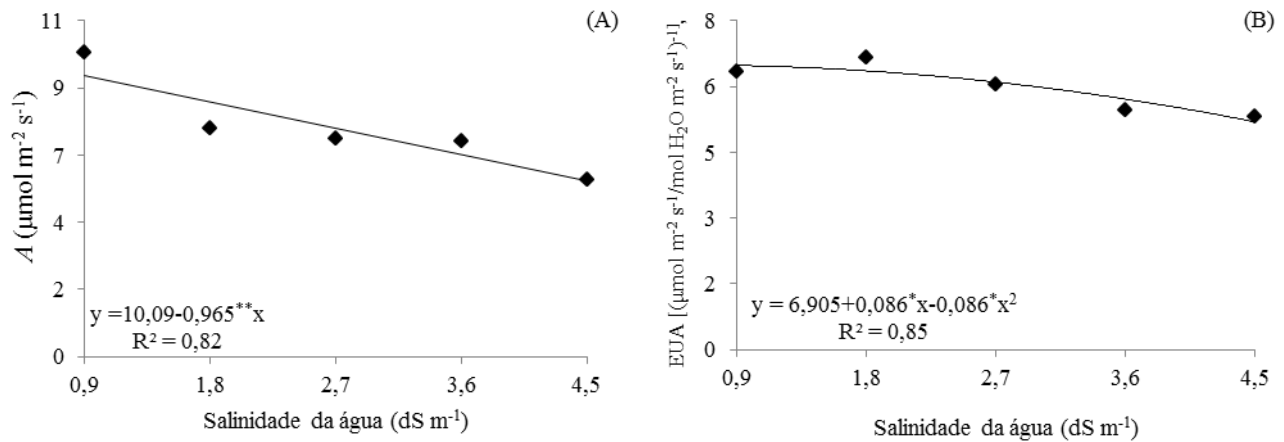 (A)
11
9
7
4
2
0
A (µmol m⁻² s⁻¹)
y =10,09-0,965**x
R² = 0,82
0,9 1,8 2,7 3,6 4,5
Salinidade da água (dS m⁻¹)
(B)
8
6
5
3
2
0
EUA [(µmol m⁻² s⁻¹/mol H₂O m⁻² s⁻¹)⁻¹],
y = 6,905+0,086*x-0,086*x²
R² = 0,85
0,9 1,8 2,7 3,6 4,5
Salinidade da água (dS m⁻¹)